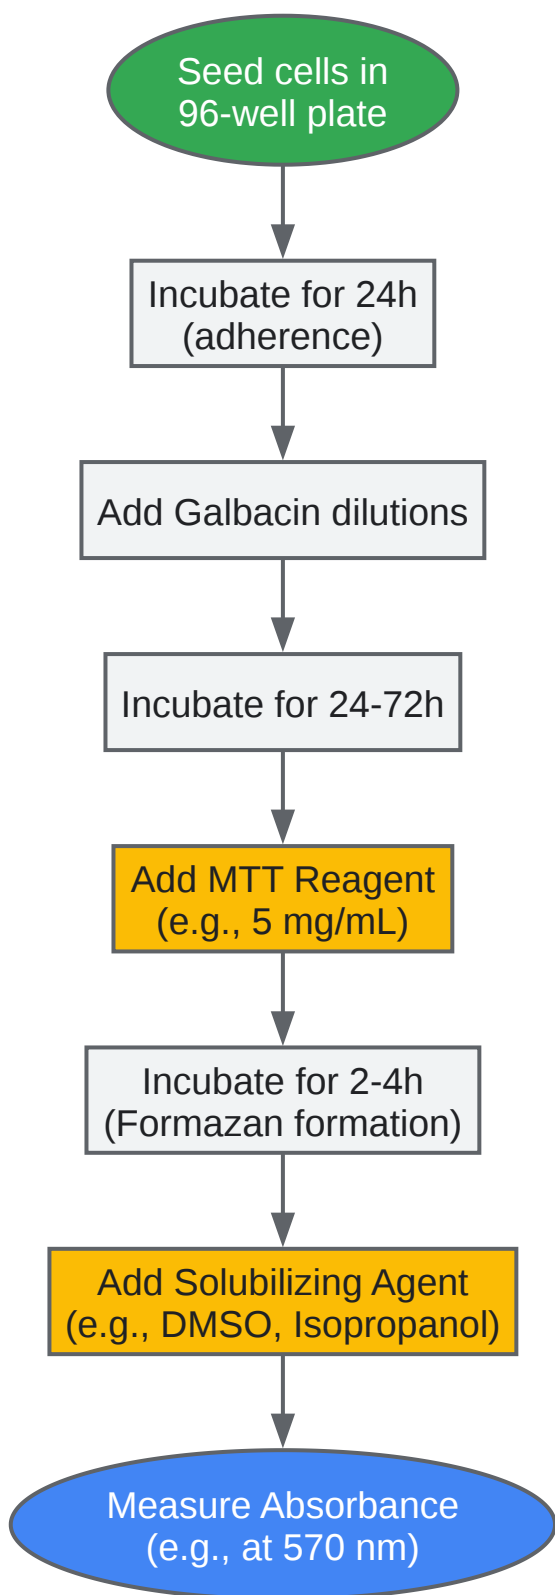 Seed cells in
96-well plate
Incubate for 24h
(adherence)
Add Galbacin dilutions
Incubate for 24-72h
Add MTT Reagent
(e.g., 5 mg/mL)
Incubate for 2-4h
(Formazan formation)
Add Solubilizing Agent
(e.g., DMSO, Isopropanol)
Measure Absorbance
(e.g., at 570 nm)